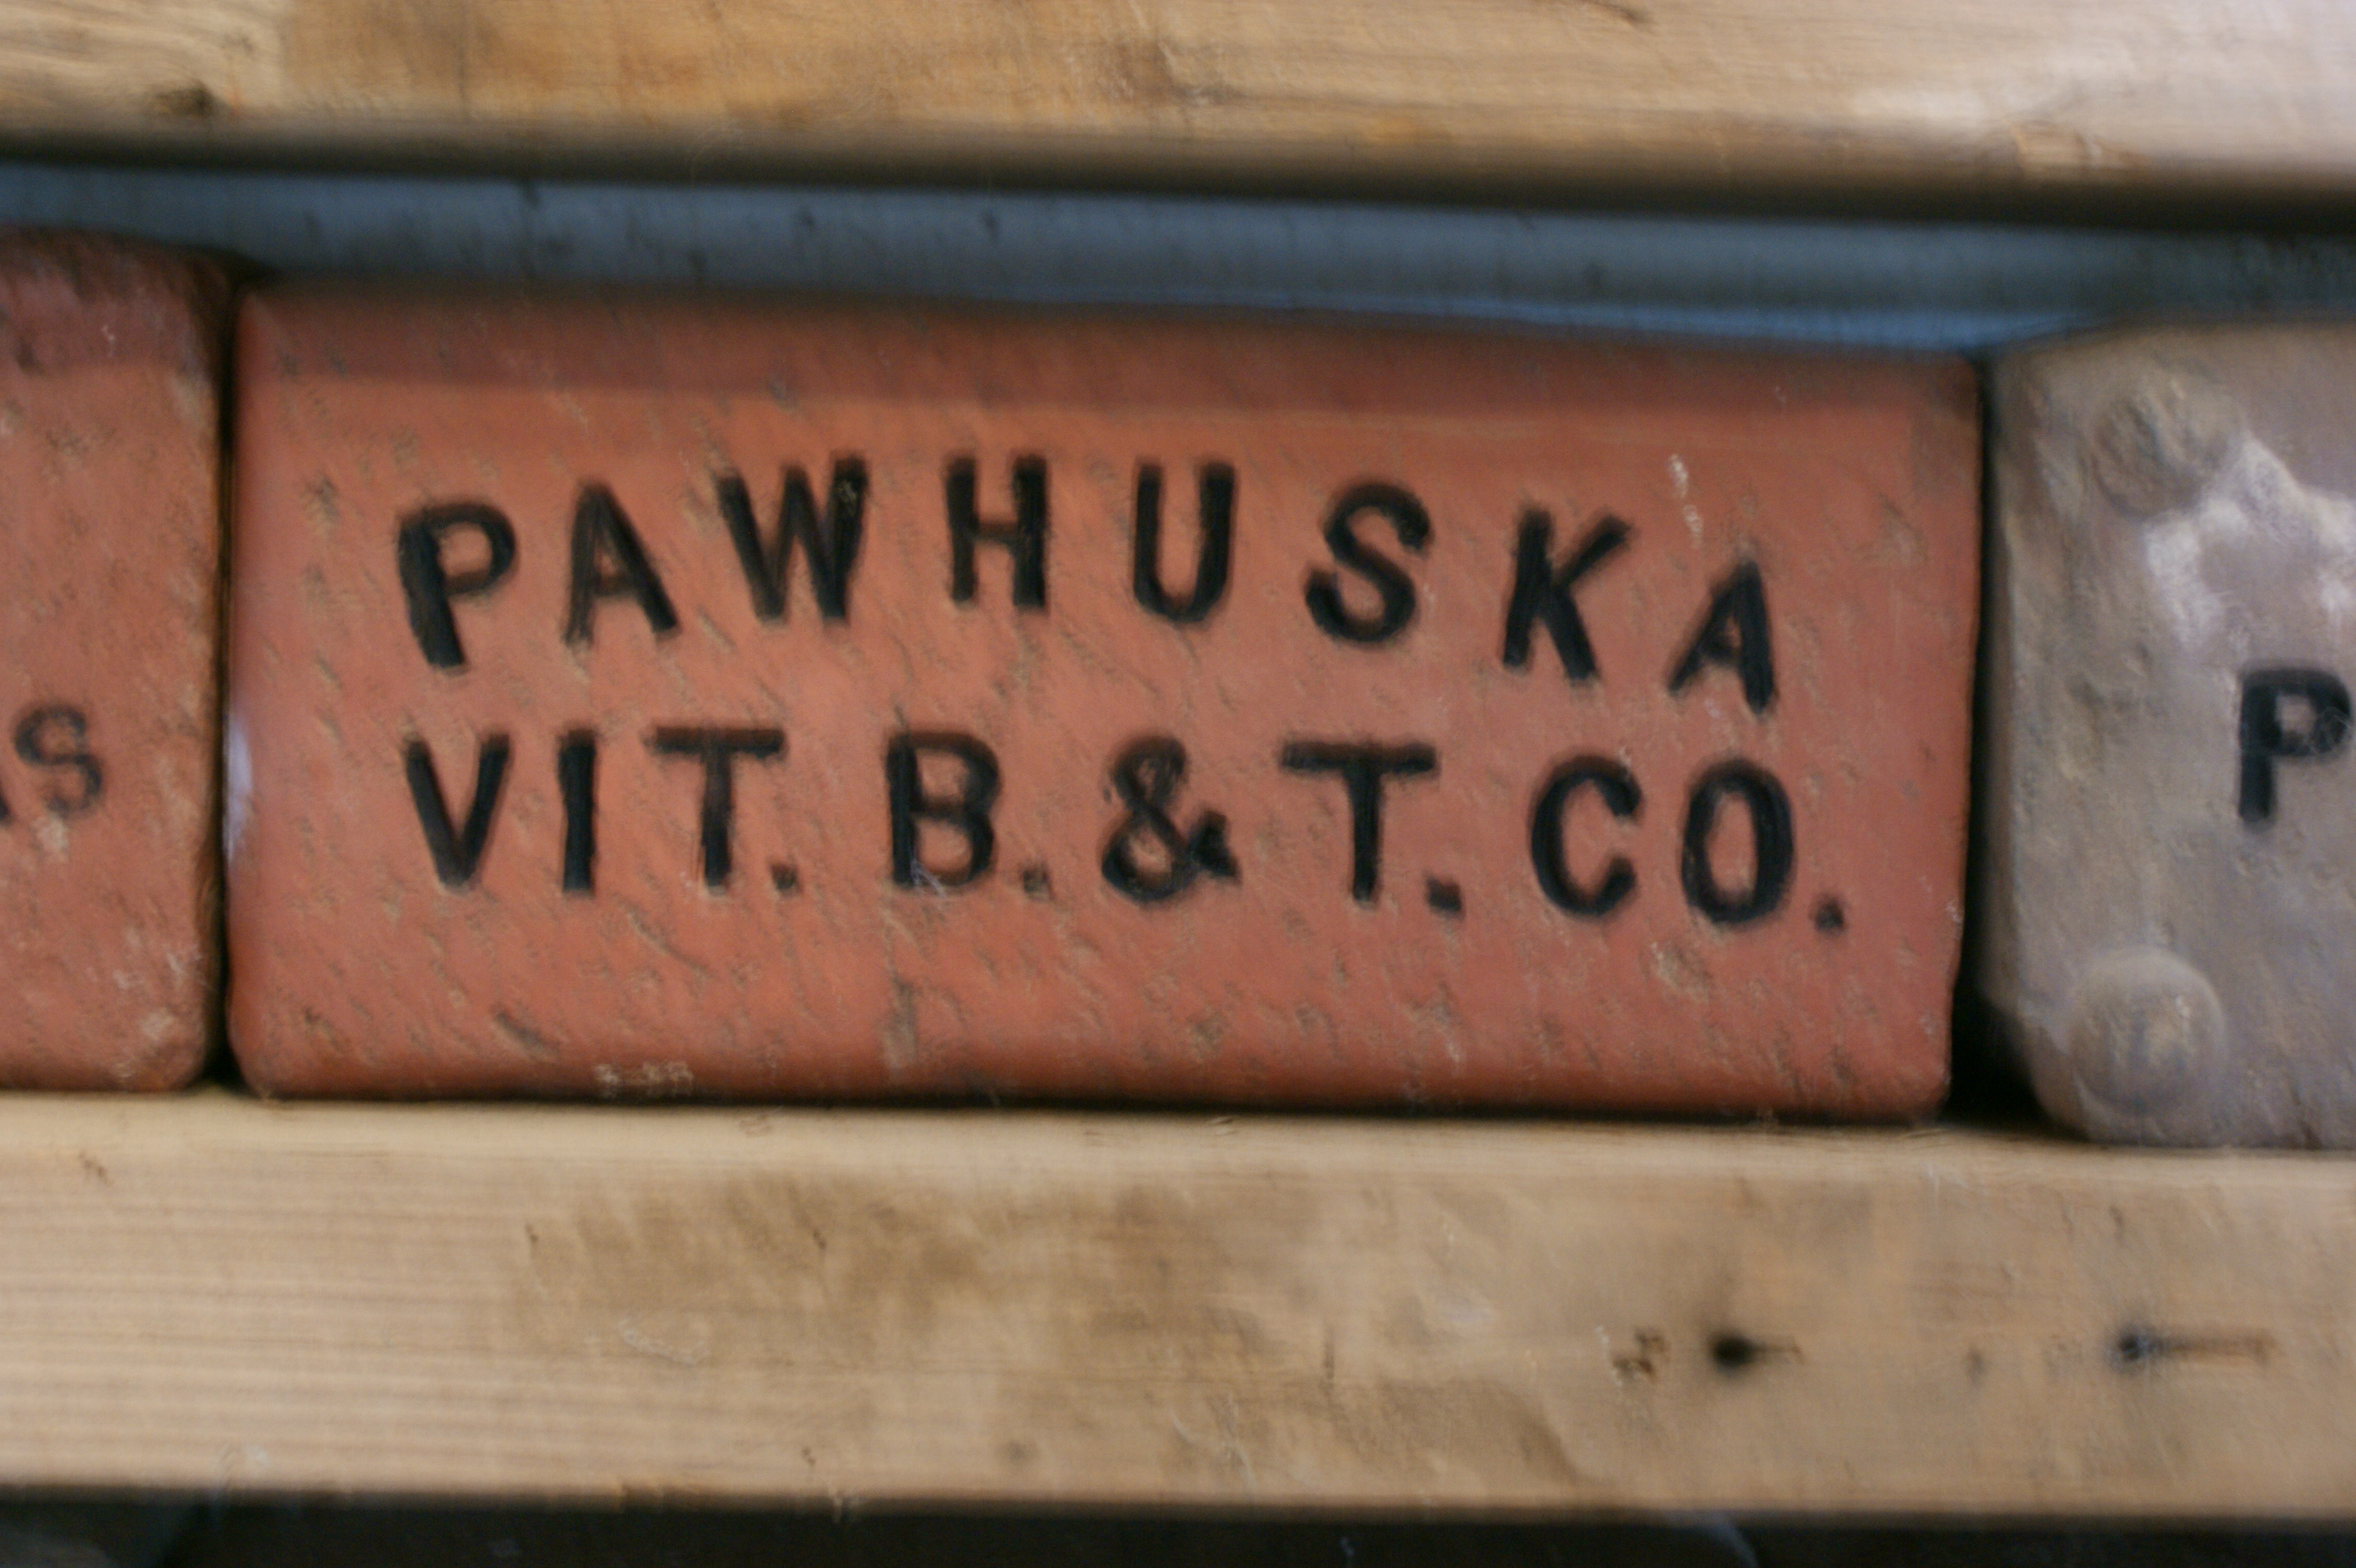 PAWHUSKA
VIT. B. & T. CO.